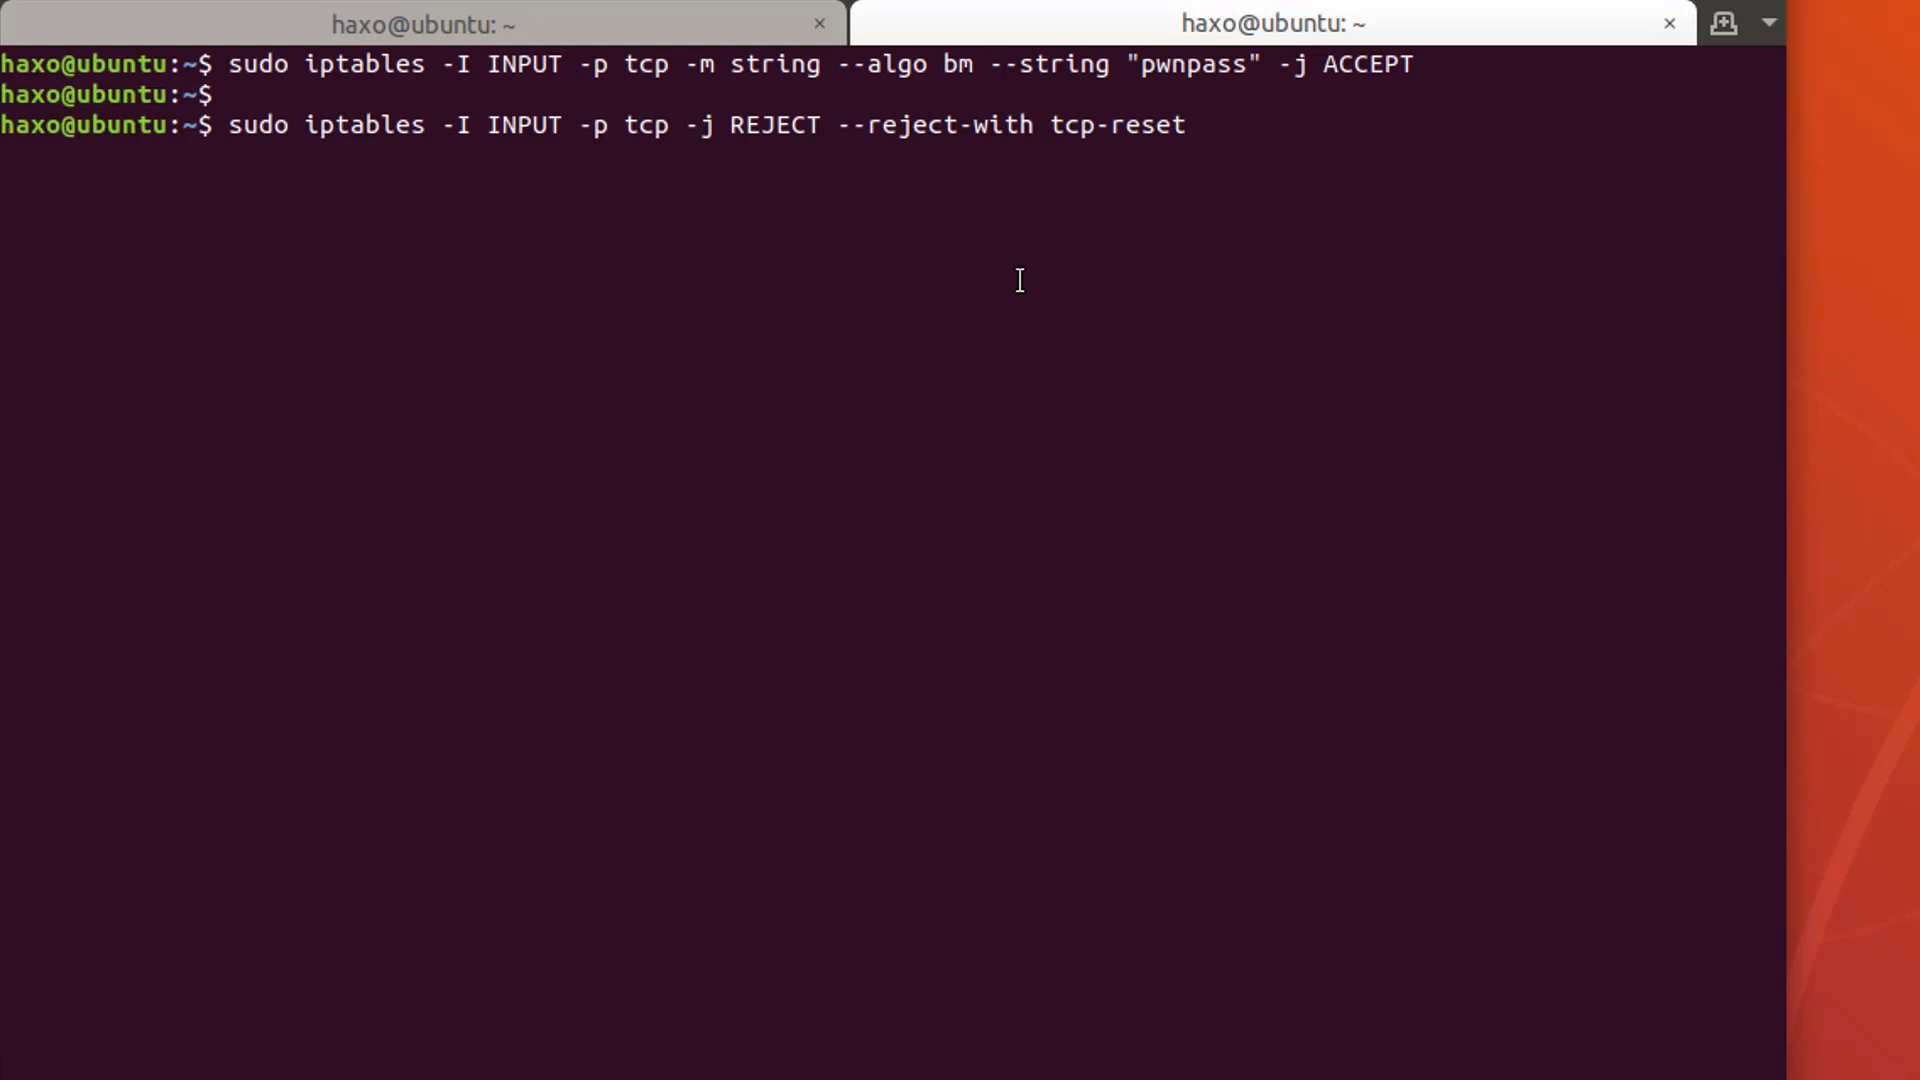 haxo@ubuntu: ~ × haxo@ubuntu: ~ ×
haxo@ubuntu:~$ sudo iptables -I INPUT -p tcp -m string --algo bm --string "pwnpass" -j ACCEPT
haxo@ubuntu:~$
haxo@ubuntu:~$ sudo iptables -I INPUT -p tcp -j REJECT --reject-with tcp-reset